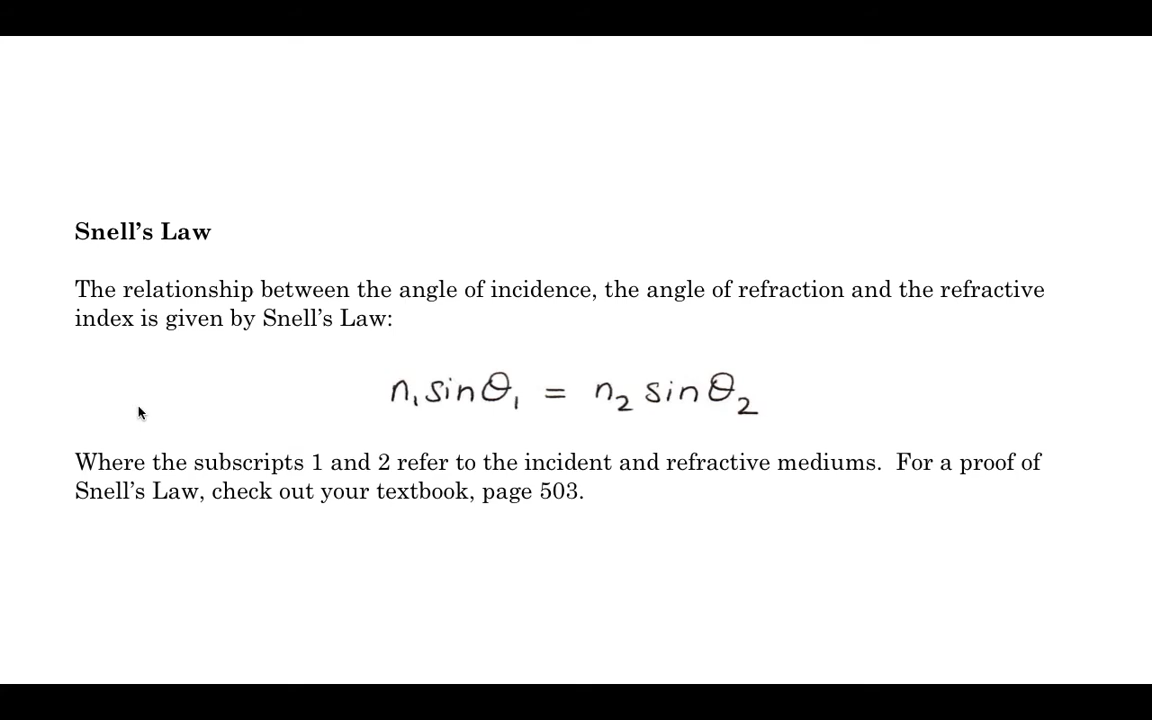 Snell’s Law
The relationship between the angle of incidence, the angle of refraction and the refractive
index is given by Snell’s Law:
n₁ sinθ₁ = n₂ sinθ₂
Where the subscripts 1 and 2 refer to the incident and refractive mediums.  For a proof of
Snell’s Law, check out your textbook, page 503.